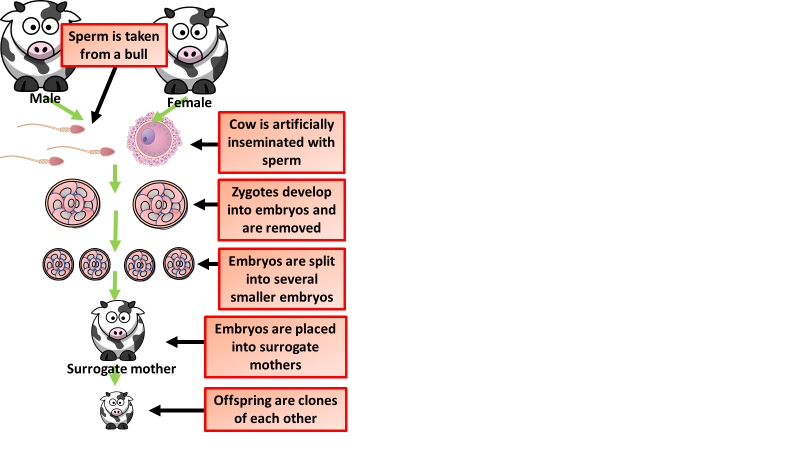 Sperm is taken
from a bull
Male
Female
Cow is artificially
inseminated with
sperm
Zygotes develop
into embryos and
are removed
Embryos are split
into several
smaller embryos
Embryos are placed
into surrogate
mothers
Surrogate mother
Offspring are clones
of each other